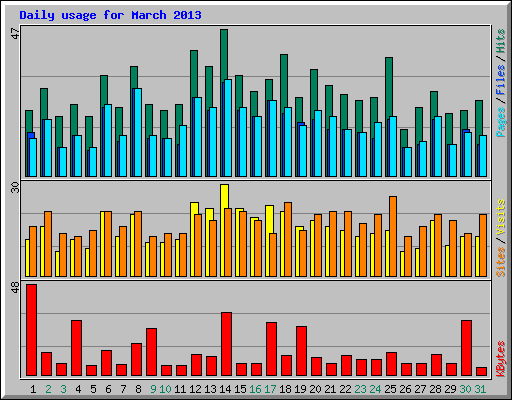 Daily usage for March 2013
47
Pages / Files / Hits
30
Sites / Visits
48
KBytes
1 2 3 4 5 6 7 8 9 10 11 12 13 14 15 16 17 18 19 20 21 22 23 24 25 26 27 28 29 30 31